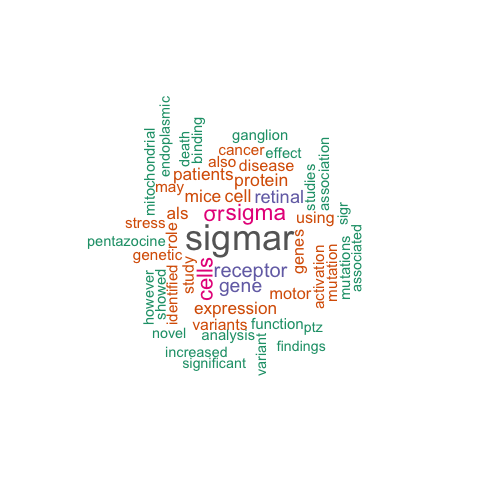 endoplasmic
mitochondrial
death
binding
ganglion
cancer
effect
also
disease
studies
association
patients
protein
may
mice
cell
retinal
als
σr
sigma
using
sigr
stress
role
sigmar
pentazocine
genetic
study
cells
receptor
genes
activation
mutation
mutations
associated
gene
identified
showed
however
motor
expression
variants
function
ptz
novel
analysis
variant
findings
increased
significant